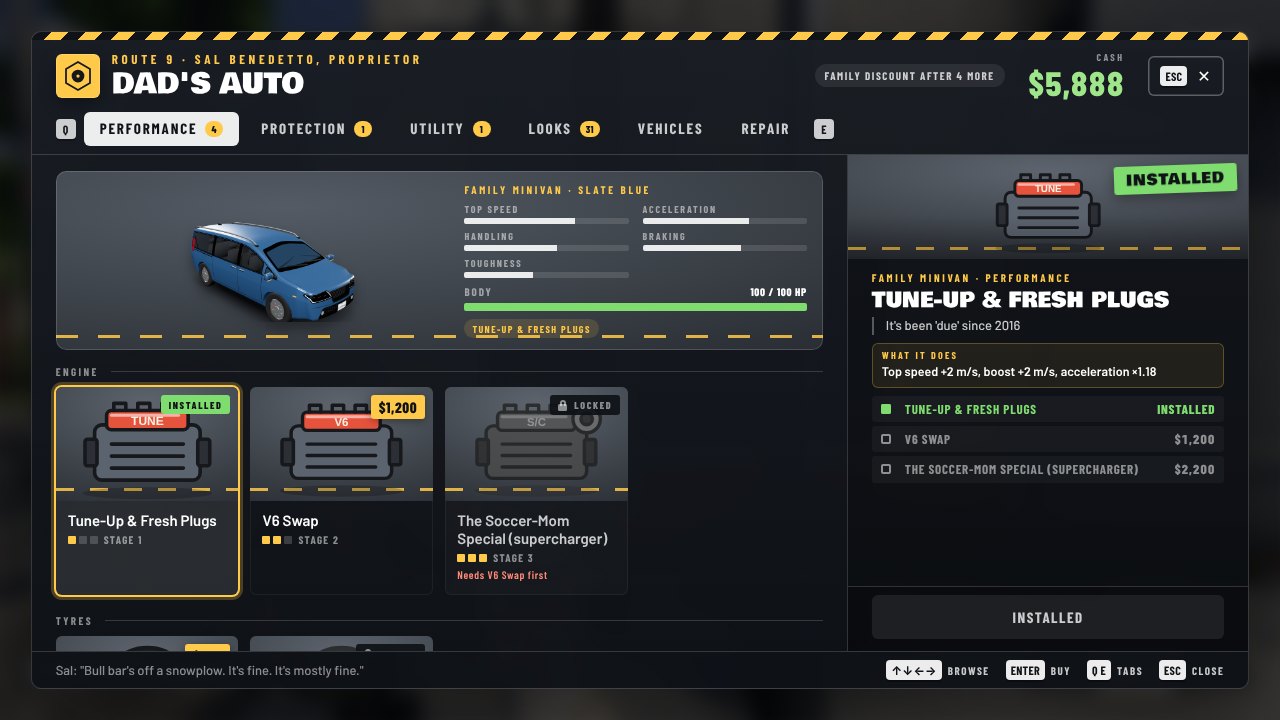 ROUTE 9 · SAL BENEDETTO, PROPRIETOR
DAD'S AUTO
FAMILY DISCOUNT AFTER 4 MORE
CASH
$5,888
ESC ✕
Q
PERFORMANCE 4
PROTECTION 1
UTILITY 1
LOOKS 31
VEHICLES
REPAIR
E
FAMILY MINIVAN · SLATE BLUE
TOP SPEED
ACCELERATION
HANDLING
BRAKING
TOUGHNESS
BODY
100 / 100 HP
TUNE-UP & FRESH PLUGS
ENGINE
TUNE
INSTALLED
Tune-Up & Fresh Plugs
STAGE 1
V6
$1,200
V6 Swap
STAGE 2
S/C
LOCKED
The Soccer-Mom
Special (supercharger)
STAGE 3
Needs V6 Swap first
TYRES
TUNE
INSTALLED
FAMILY MINIVAN · PERFORMANCE
TUNE-UP & FRESH PLUGS
It's been 'due' since 2016
WHAT IT DOES
Top speed +2 m/s, boost +2 m/s, acceleration ×1.18
TUNE-UP & FRESH PLUGS INSTALLED
V6 SWAP $1,200
THE SOCCER-MOM SPECIAL (SUPERCHARGER) $2,200
INSTALLED
Sal: "Bull bar's off a snowplow. It's fine. It's mostly fine."
↑↓←→ BROWSE
ENTER BUY
Q E TABS
ESC CLOSE